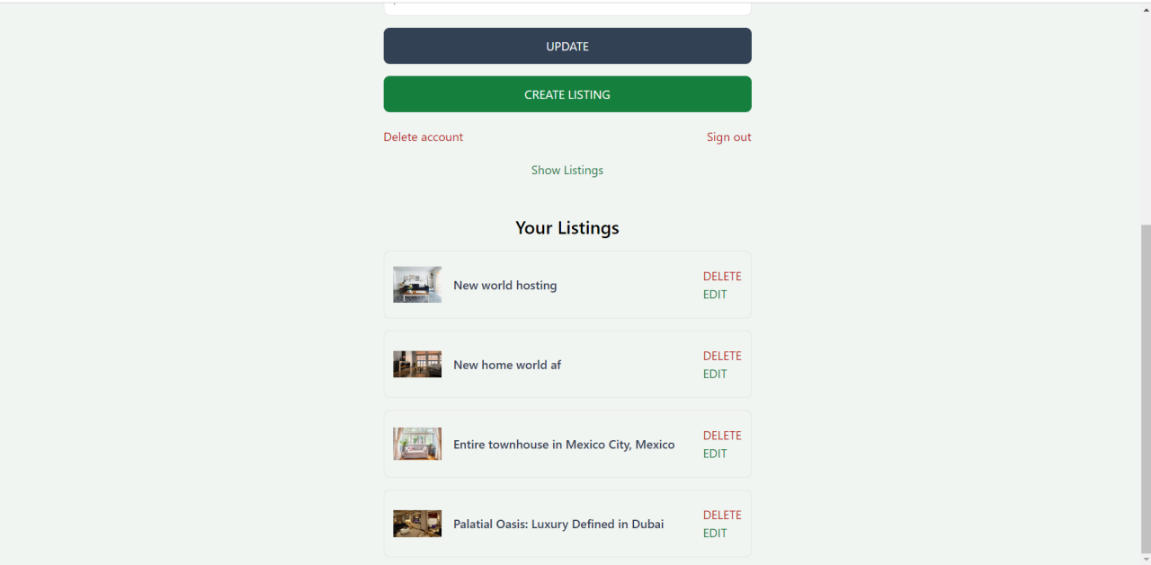 UPDATE
CREATE LISTING
Delete account
Sign out
Show Listings
Your Listings
New world hosting
DELETE
EDIT
New home world af
DELETE
EDIT
Entire townhouse in Mexico City, Mexico
DELETE
EDIT
Palatial Oasis: Luxury Defined in Dubai
DELETE
EDIT